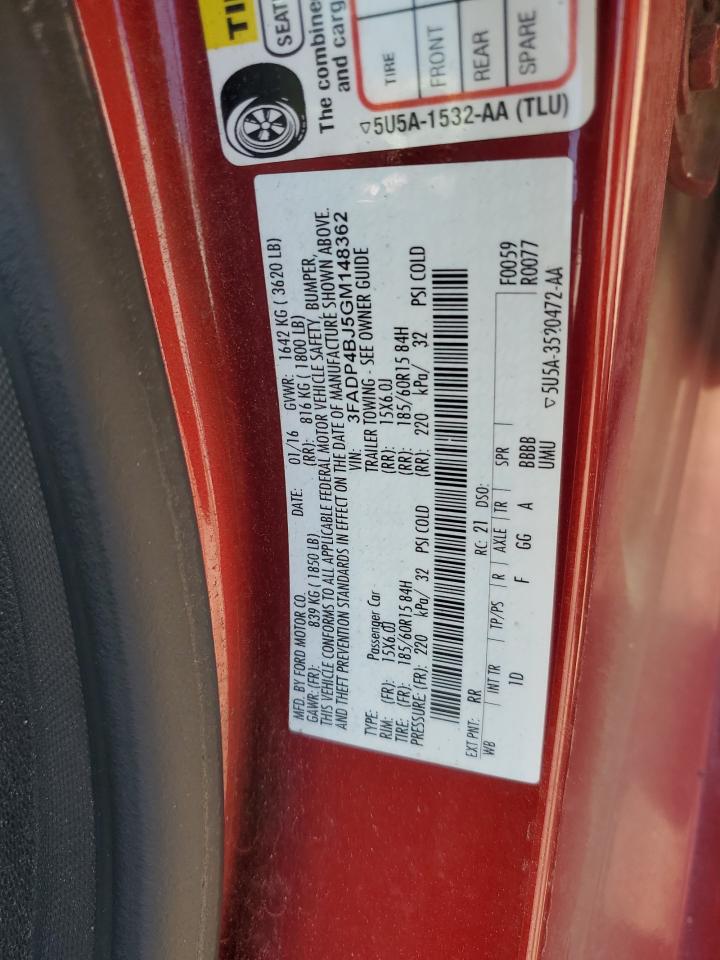 TI
SEATI
The combine
and carg
TIRE
FRONT
REAR
SPARE
▽5U5A-1532-AA (TLU)
MFD. BY FORD MOTOR CO. DATE: 01/16 GVWR: 1642 KG ( 3620 LB)
GAWR: (FR): 839 KG ( 1850 LB) (RR): 816 KG ( 1800 LB)
THIS VEHICLE CONFORMS TO ALL APPLICABLE FEDERAL MOTOR VEHICLE SAFETY, BUMPER,
AND THEFT PREVENTION STANDARDS IN EFFECT ON THE DATE OF MANUFACTURE SHOWN ABOVE.
VIN: 3FADP4BJ5GM148362
TYPE: Passenger Car TRAILER TOWING - SEE OWNER GUIDE
RIM: (FR): 15X6.0J (RR): 15X6.0J
TIRE: (FR): 185/60R15 84H (RR): 185/60R15 84H
PRESSURE: (FR): 220 kPa/ 32 PSI COLD (RR): 220 kPa/ 32 PSI COLD
EXT PNT: RR RC: 21 DSO: F0059
WB INT TR TP/PS R AXLE TR SPR R0077
1D F GG A BBBB
UMU ▽5U5A-3590472-AA